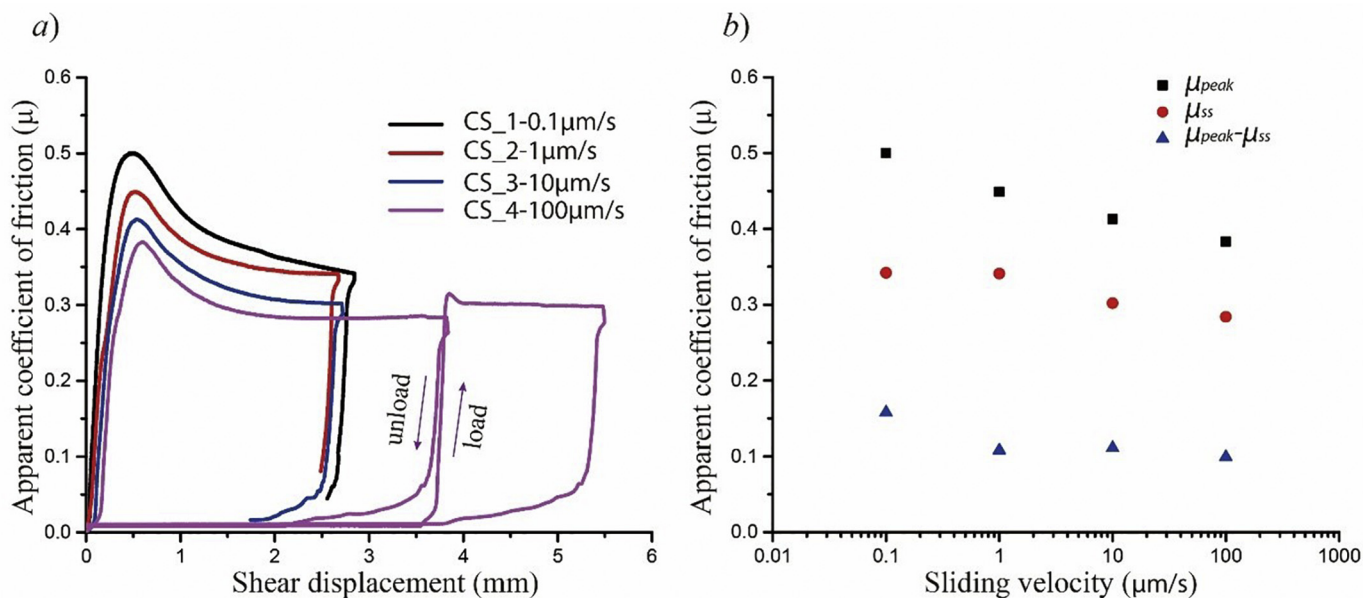 a)
Apparent coefficient of friction (μ)
0.6
0.5
0.4
0.3
0.2
0.1
0.0
CS_1-0.1μm/s
CS_2-1μm/s
CS_3-10μm/s
CS_4-100μm/s
unload
load
0 1 2 3 4 5 6
Shear displacement (mm)
b)
Apparent coefficient of friction (μ)
0.6
0.5
0.4
0.3
0.2
0.1
0.0
μpeak
μss
μpeak-μss
0.01 0.1 1 10 100 1000
Sliding velocity (μm/s)